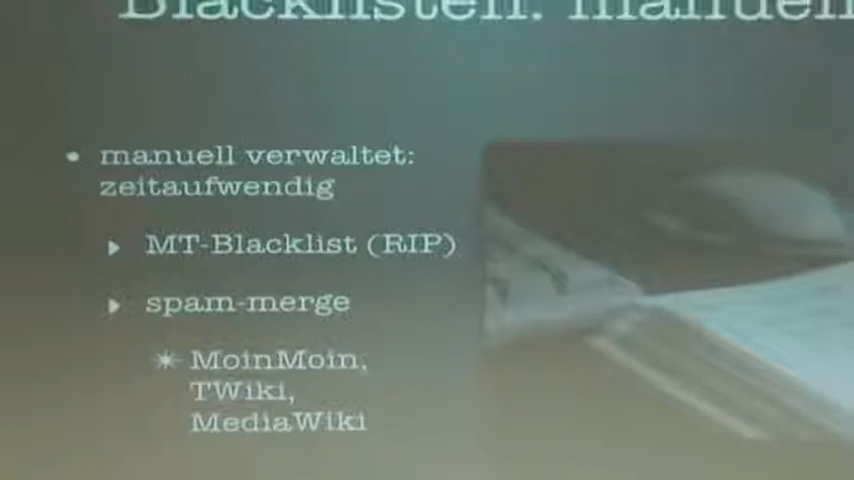 Blacklisten: manuell
manuell verwaltet:
zeitaufwendig
MT-Blacklist (RIP)
spam-merge
MoinMoin,
TWiki,
MediaWiki